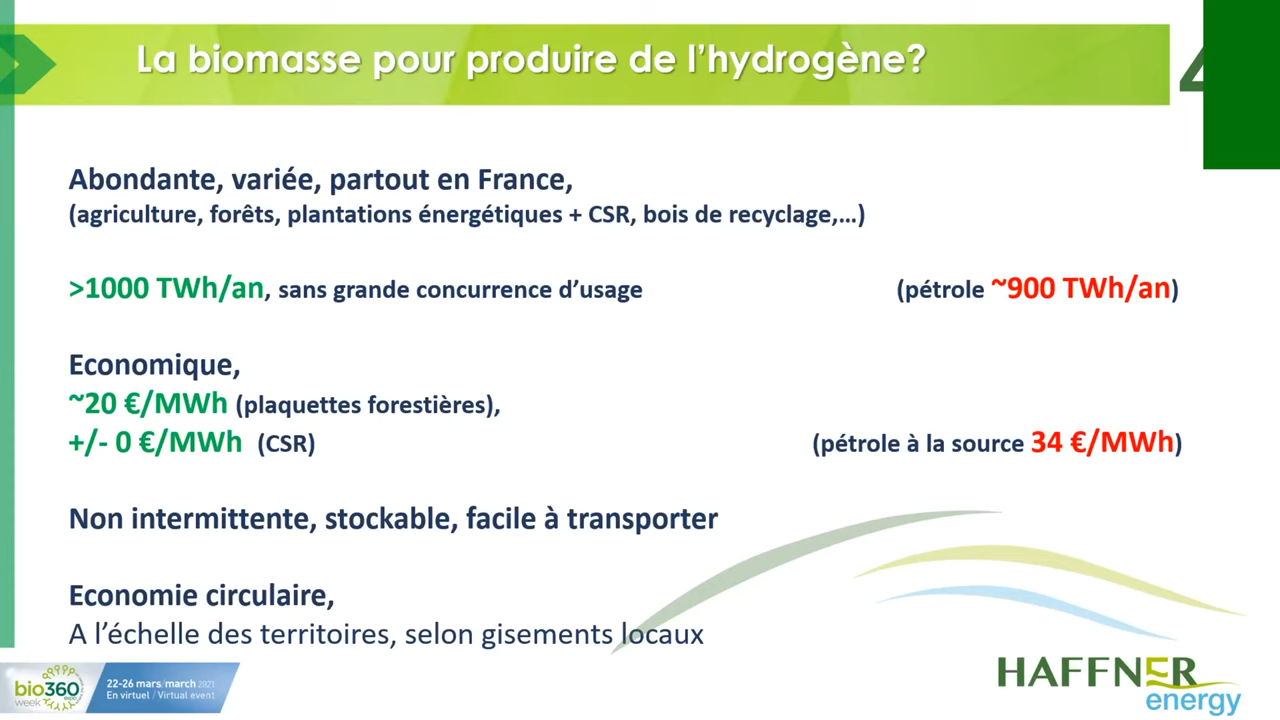 La biomasse pour produire de l'hydrogène?
Abondante, variée, partout en France,
(agriculture, forêts, plantations énergétiques + CSR, bois de recyclage,...)
>1000 TWh/an, sans grande concurrence d'usage (pétrole ~900 TWh/an)
Economique,
~20 €/MWh (plaquettes forestières),
+/- 0 €/MWh (CSR) (pétrole à la source 34 €/MWh)
Non intermittente, stockable, facile à transporter
Economie circulaire,
A l'échelle des territoires, selon gisements locaux
bio360
expo
week
22-26 mars/march 2021
En virtuel / Virtual event
HAFFNER
energy